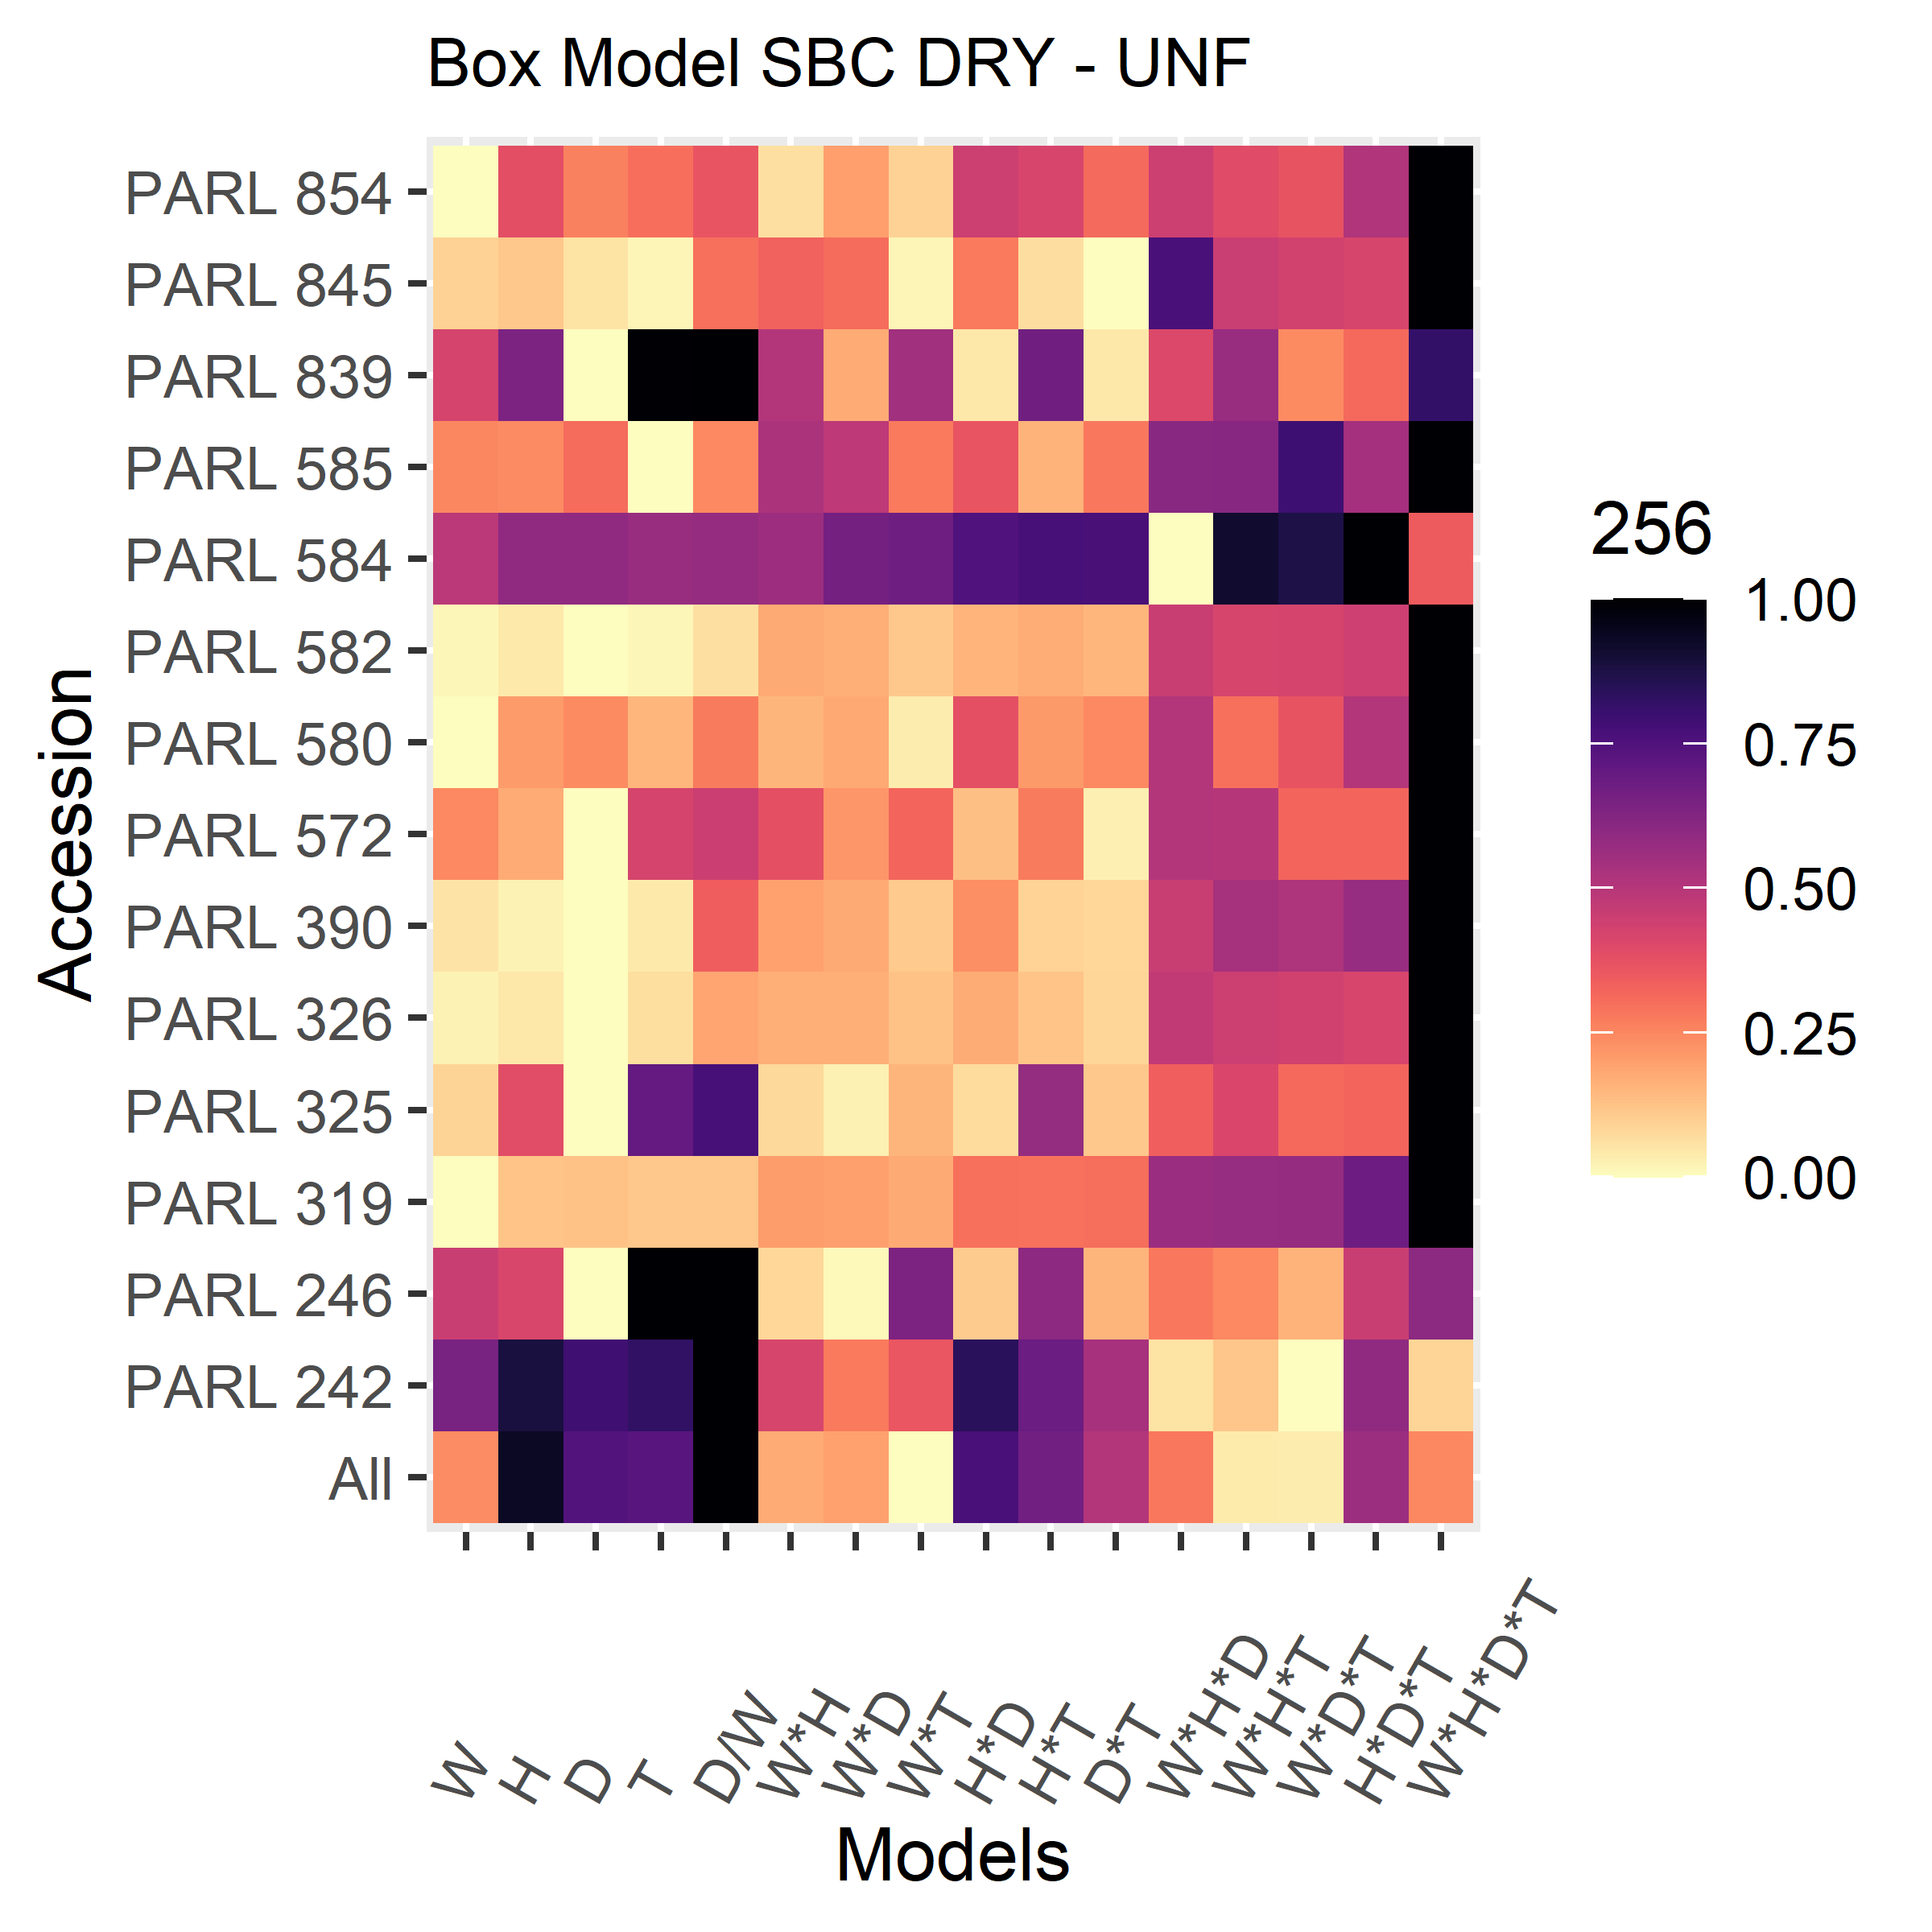 Box Model SBC DRY - UNF
PARL 854
PARL 845
PARL 839
PARL 585
PARL 584
PARL 582
PARL 580
PARL 572
PARL 390
PARL 326
PARL 325
PARL 319
PARL 246
PARL 242
All
Accession
W
H
D
T
D/W
W*H
W*D
W*T
H*D
H*T
D*T
W*H*D
W*H*T
W*D*T
H*D*T
W*H*D*T
Models
256
1.00
0.75
0.50
0.25
0.00